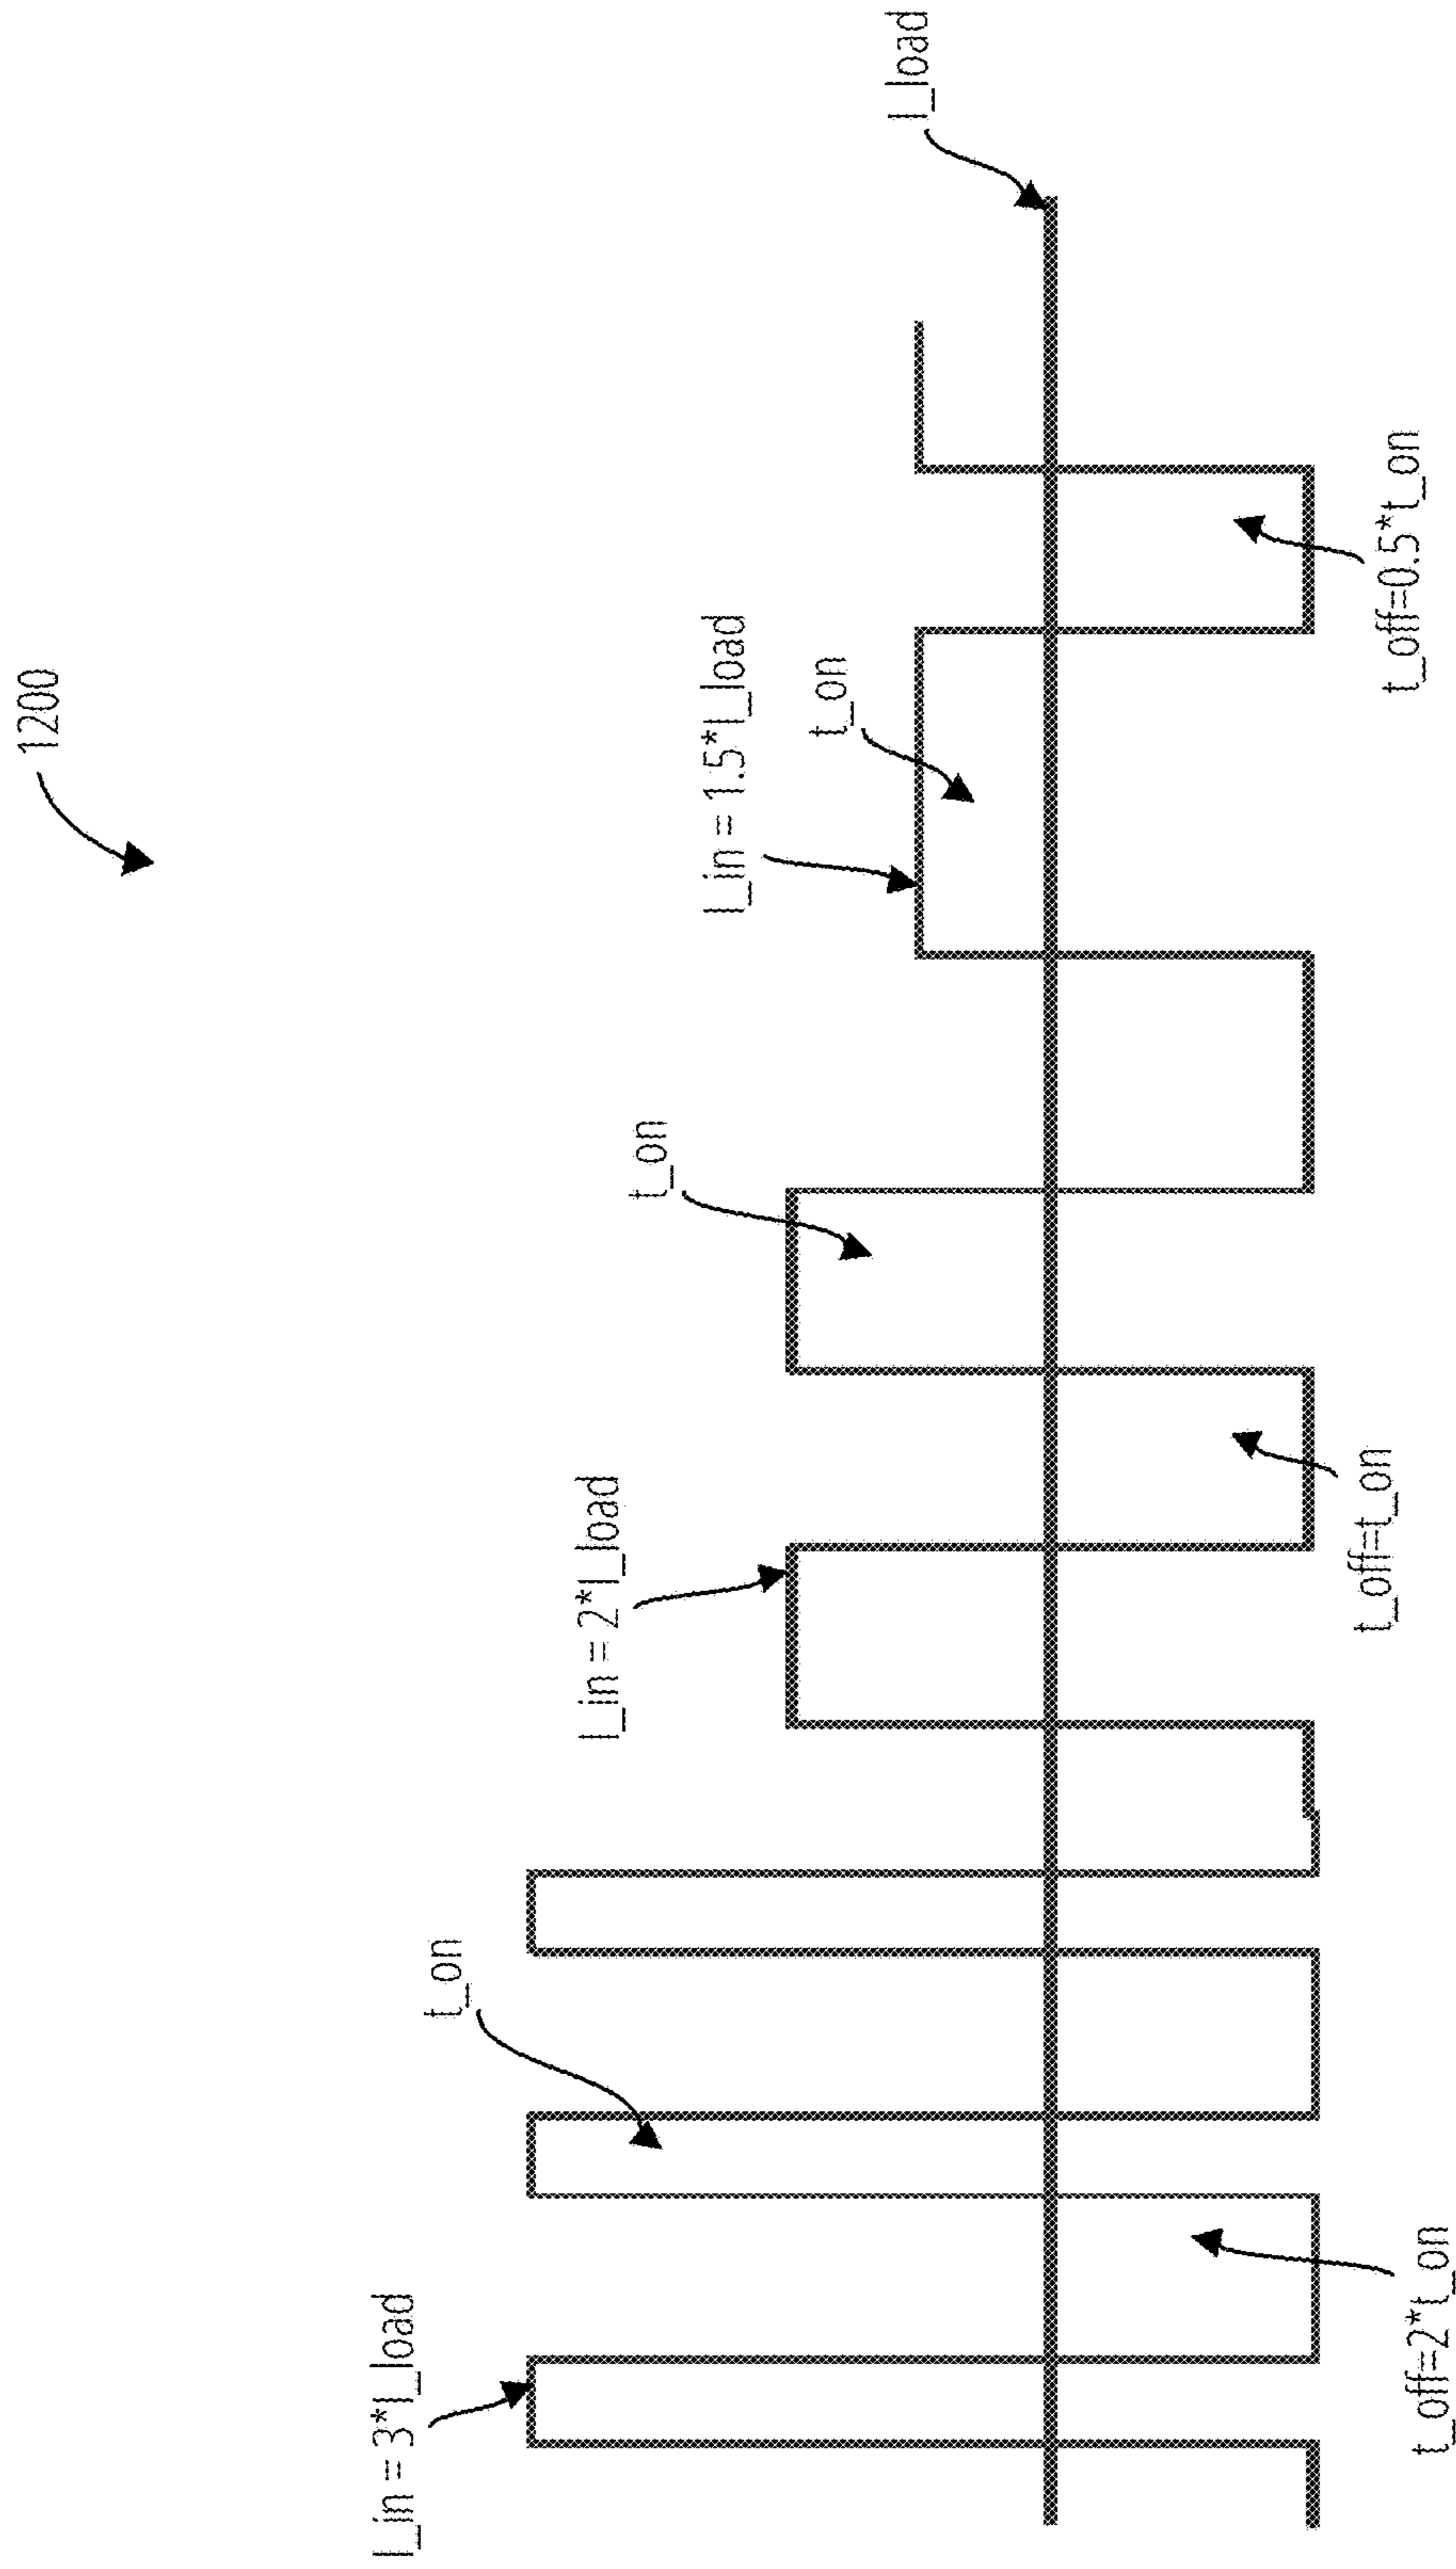 1200
I_in = 3*I_load
t_on
I_in = 2*I_load
t_on
I_in = 1.5*I_load
t_on
I_load
t_off=2*t_on
t_off=t_on
t_off=0.5*t_on